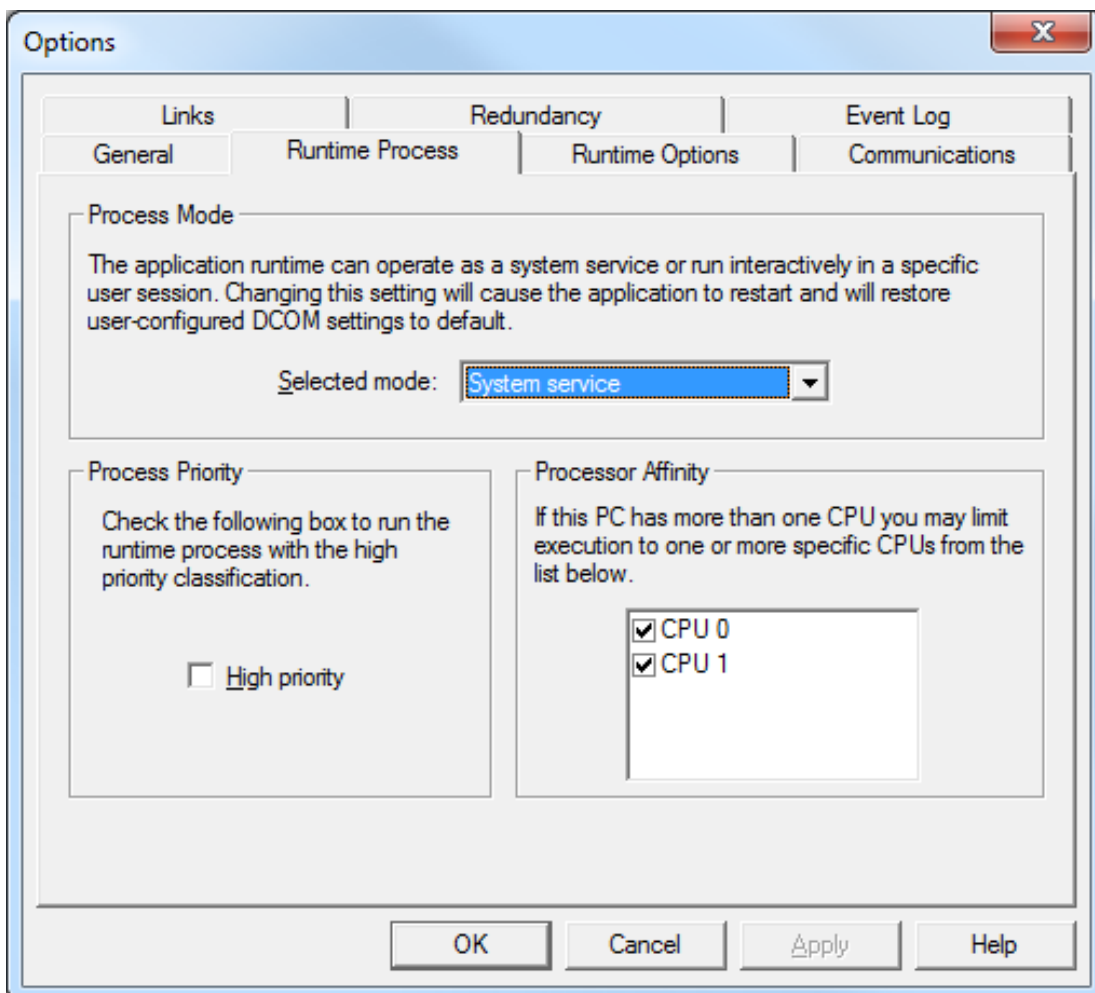 Options
Links
Redundancy
Event Log
General
Runtime Process
Runtime Options
Communications
Process Mode
The application runtime can operate as a system service or run interactively in a specific
user session. Changing this setting will cause the application to restart and will restore
user-configured DCOM settings to default.
Selected mode: System service
Process Priority
Check the following box to run the
runtime process with the high
priority classification.
High priority
Processor Affinity
If this PC has more than one CPU you may limit
execution to one or more specific CPUs from the
list below.
CPU 0
CPU 1
OK
Cancel
Apply
Help